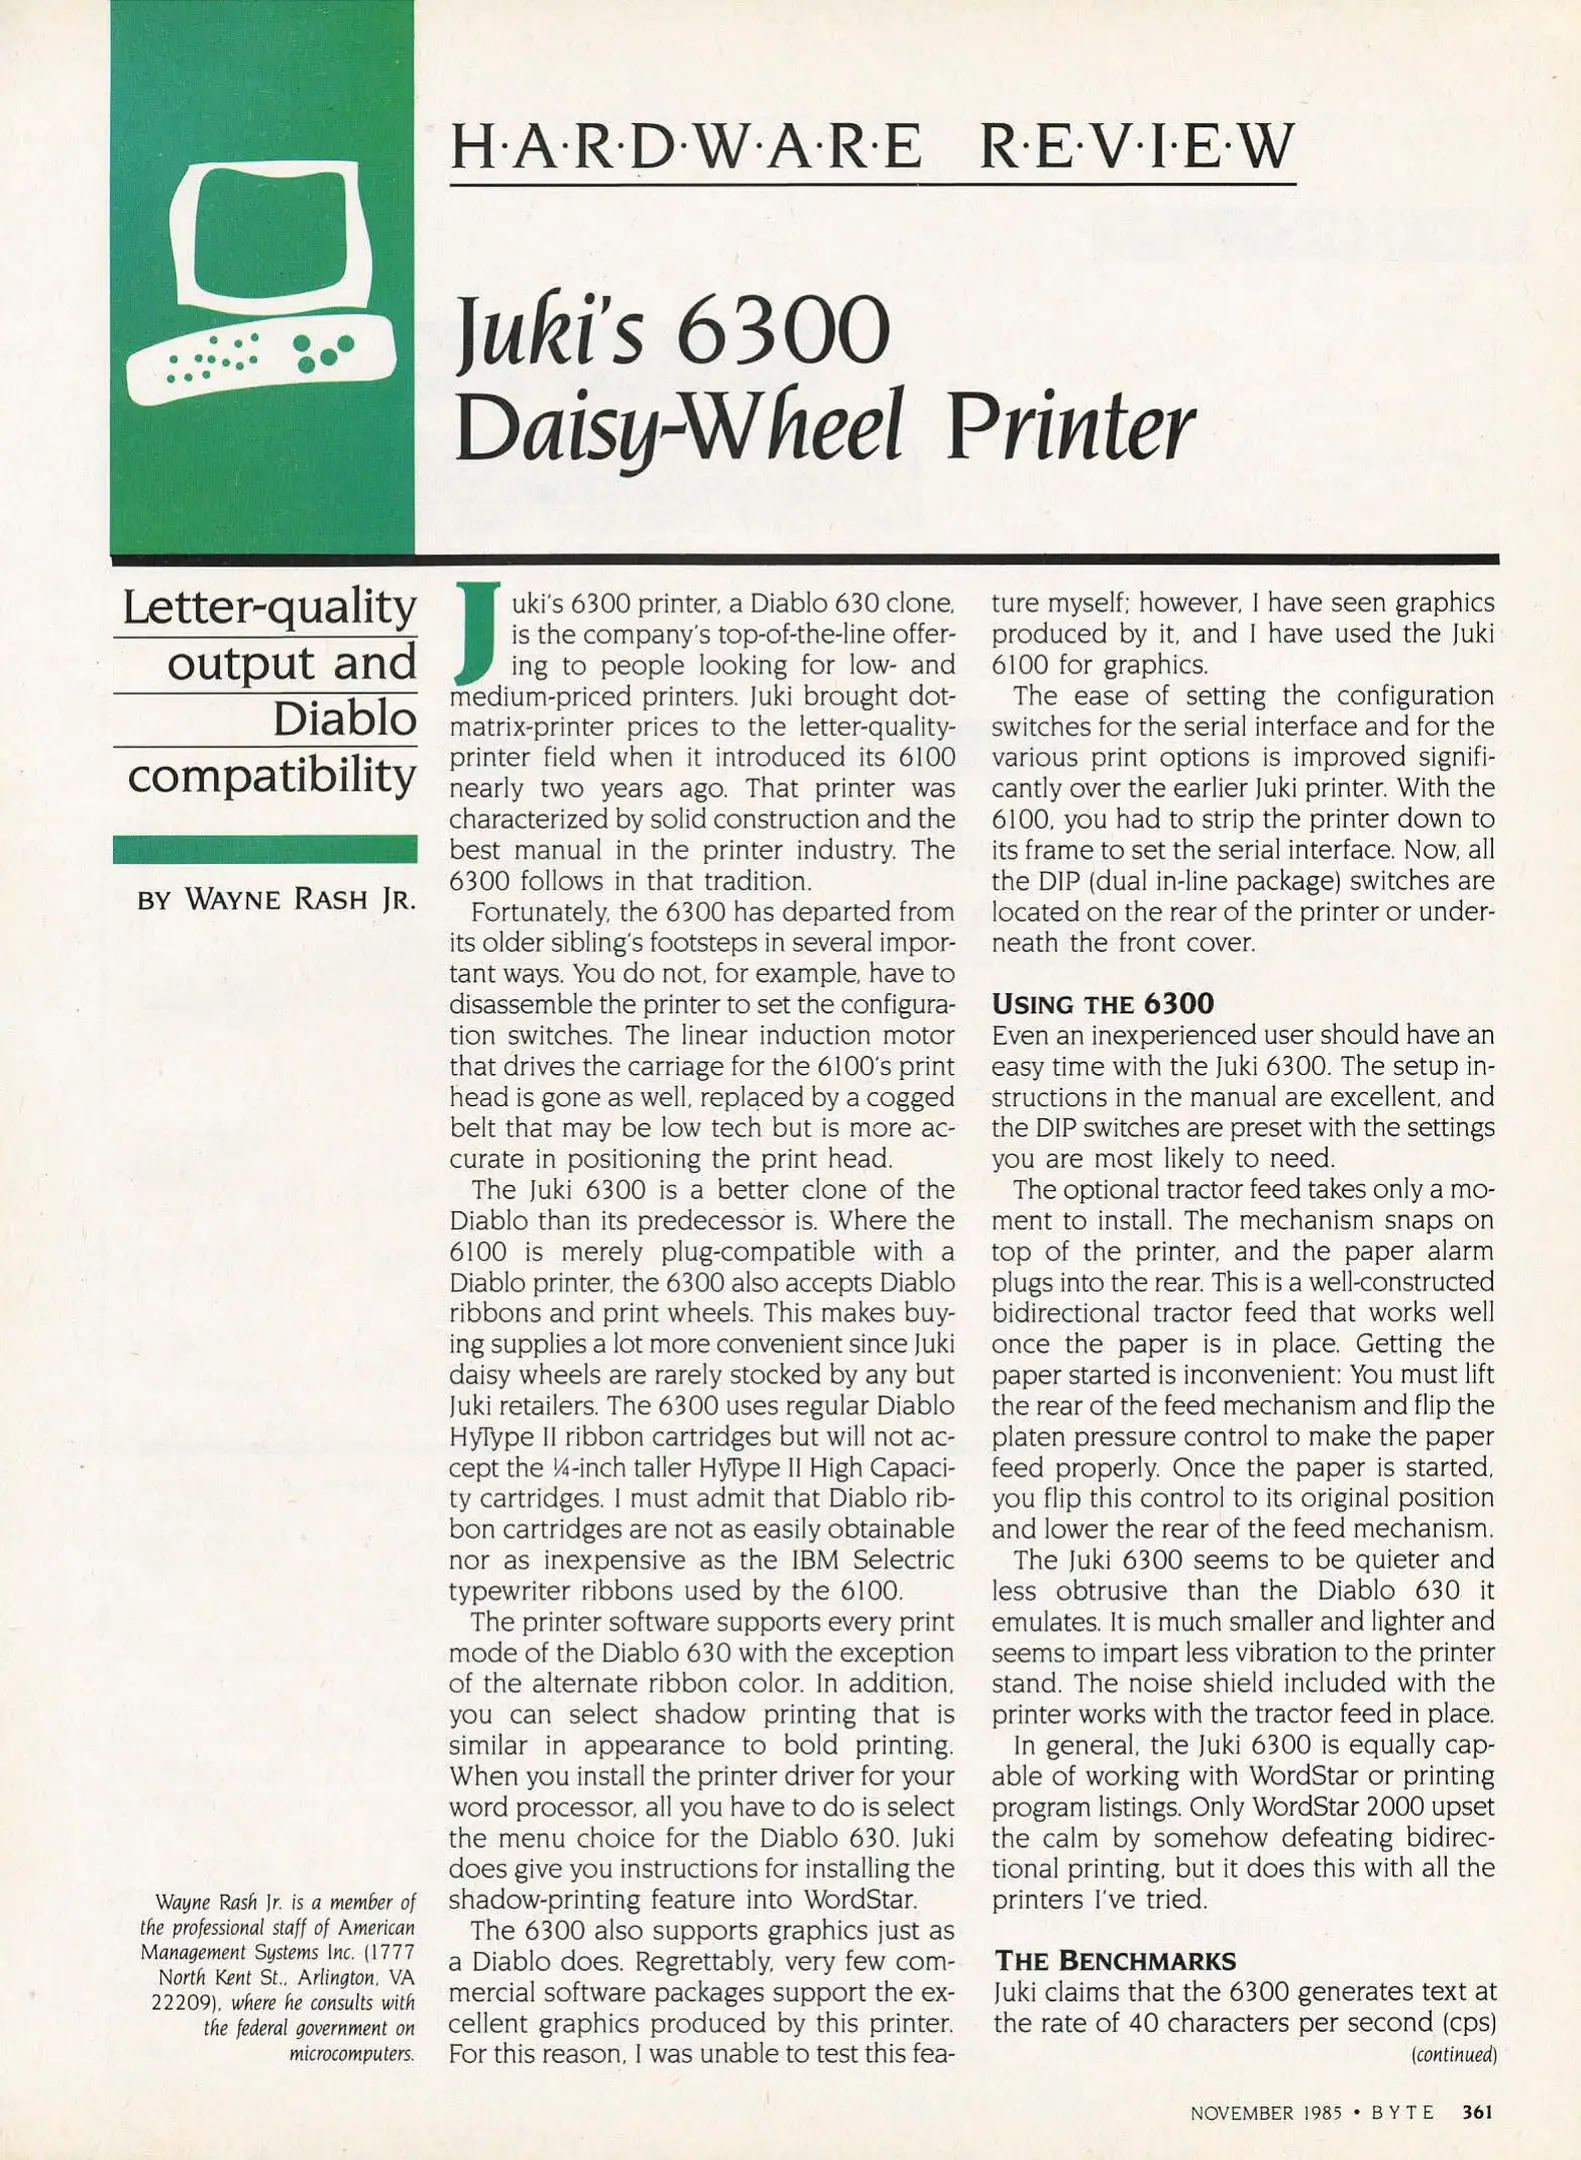 H·A·R·D·W·A·R·E R·E·V·I·E·W
Juki's 6300
Daisy-Wheel Printer
Letter-quality
output and
Diablo
compatibility
BY WAYNE RASH JR.
Juki's 6300 printer, a Diablo 630 clone,
is the company's top-of-the-line offer-
ing to people looking for low- and
medium-priced printers. Juki brought dot-
matrix-printer prices to the letter-quality-
printer field when it introduced its 6100
nearly two years ago. That printer was
characterized by solid construction and the
best manual in the printer industry. The
6300 follows in that tradition.
Fortunately, the 6300 has departed from
its older sibling's footsteps in several impor-
tant ways. You do not, for example, have to
disassemble the printer to set the configura-
tion switches. The linear induction motor
that drives the carriage for the 6100's print
head is gone as well, replaced by a cogged
belt that may be low tech but is more ac-
curate in positioning the print head.
The Juki 6300 is a better clone of the
Diablo than its predecessor is. Where the
6100 is merely plug-compatible with a
Diablo printer, the 6300 also accepts Diablo
ribbons and print wheels. This makes buy-
ing supplies a lot more convenient since Juki
daisy wheels are rarely stocked by any but
Juki retailers. The 6300 uses regular Diablo
HyType II ribbon cartridges but will not ac-
cept the ¼-inch taller HyType II High Capaci-
ty cartridges. I must admit that Diablo rib-
bon cartridges are not as easily obtainable
nor as inexpensive as the IBM Selectric
typewriter ribbons used by the 6100.
The printer software supports every print
mode of the Diablo 630 with the exception
of the alternate ribbon color. In addition,
you can select shadow printing that is
similar in appearance to bold printing.
When you install the printer driver for your
word processor, all you have to do is select
the menu choice for the Diablo 630. Juki
does give you instructions for installing the
shadow-printing feature into WordStar.
The 6300 also supports graphics just as
a Diablo does. Regrettably, very few com-
mercial software packages support the ex-
cellent graphics produced by this printer.
For this reason, I was unable to test this fea-
ture myself; however, I have seen graphics
produced by it, and I have used the Juki
6100 for graphics.
The ease of setting the configuration
switches for the serial interface and for the
various print options is improved signifi-
cantly over the earlier Juki printer. With the
6100, you had to strip the printer down to
its frame to set the serial interface. Now, all
the DIP (dual in-line package) switches are
located on the rear of the printer or under-
neath the front cover.
USING THE 6300
Even an inexperienced user should have an
easy time with the Juki 6300. The setup in-
structions in the manual are excellent, and
the DIP switches are preset with the settings
you are most likely to need.
The optional tractor feed takes only a mo-
ment to install. The mechanism snaps on
top of the printer, and the paper alarm
plugs into the rear. This is a well-constructed
bidirectional tractor feed that works well
once the paper is in place. Getting the
paper started is inconvenient: You must lift
the rear of the feed mechanism and flip the
platen pressure control to make the paper
feed properly. Once the paper is started,
you flip this control to its original position
and lower the rear of the feed mechanism.
The Juki 6300 seems to be quieter and
less obtrusive than the Diablo 630 it
emulates. It is much smaller and lighter and
seems to impart less vibration to the printer
stand. The noise shield included with the
printer works with the tractor feed in place.
In general, the Juki 6300 is equally cap-
able of working with WordStar or printing
program listings. Only WordStar 2000 upset
the calm by somehow defeating bidirec-
tional printing, but it does this with all the
printers I've tried.
THE BENCHMARKS
Juki claims that the 6300 generates text at
the rate of 40 characters per second (cps)
(continued)
Wayne Rash Jr. is a member of
the professional staff of American
Management Systems Inc. (1777
North Kent St., Arlington, VA
22209), where he consults with
the federal government on
microcomputers.
NOVEMBER 1985 • BYTE 361